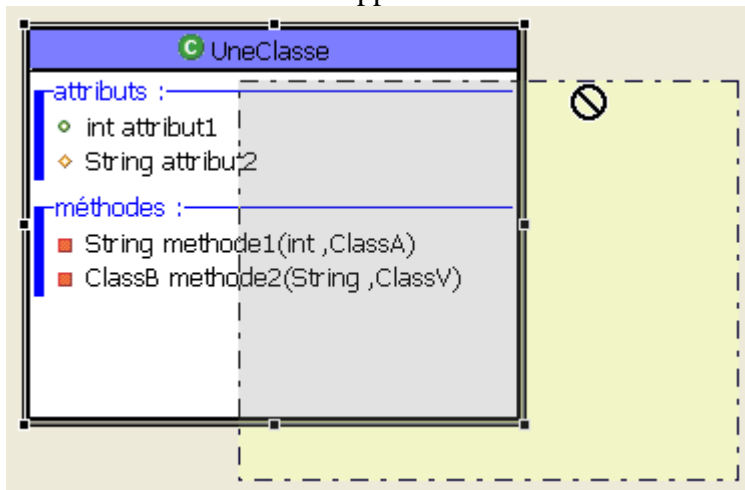 C UneClasse
attributs :
int attribut1
String attribut2
méthodes :
String methode1(int ,ClassA)
ClassB methode2(String ,ClassV)